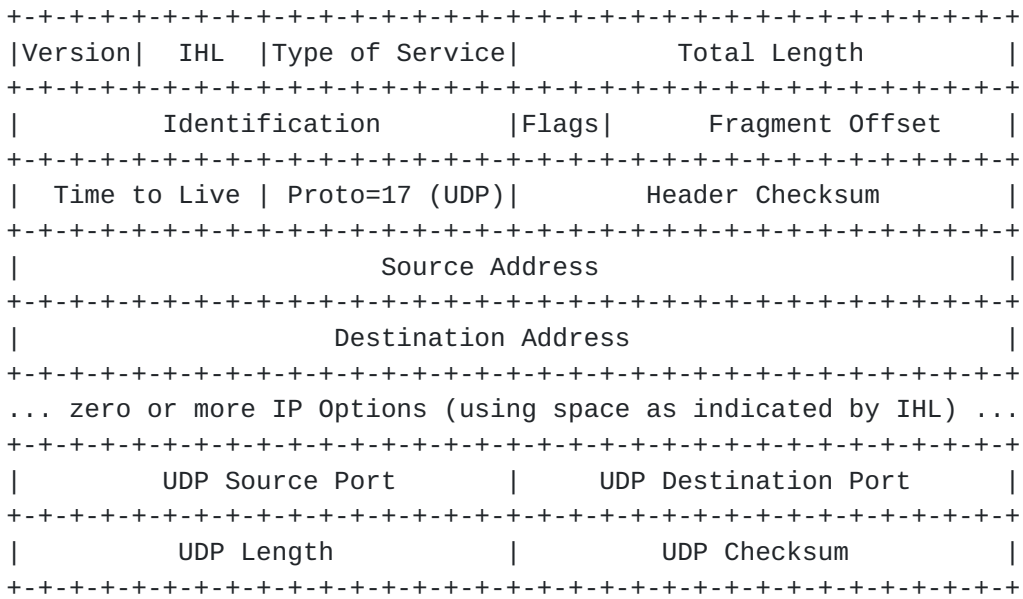 +-+-+-+-+-+-+-+-+-+-+-+-+-+-+-+-+-+-+-+-+-+-+-+-+-+-+-+-+-+-+-+-+
|Version|  IHL  |Type of Service|          Total Length         |
+-+-+-+-+-+-+-+-+-+-+-+-+-+-+-+-+-+-+-+-+-+-+-+-+-+-+-+-+-+-+-+-+
|         Identification        |Flags|      Fragment Offset    |
+-+-+-+-+-+-+-+-+-+-+-+-+-+-+-+-+-+-+-+-+-+-+-+-+-+-+-+-+-+-+-+-+
|  Time to Live | Proto=17 (UDP)|        Header Checksum        |
+-+-+-+-+-+-+-+-+-+-+-+-+-+-+-+-+-+-+-+-+-+-+-+-+-+-+-+-+-+-+-+-+
|                       Source Address                          |
+-+-+-+-+-+-+-+-+-+-+-+-+-+-+-+-+-+-+-+-+-+-+-+-+-+-+-+-+-+-+-+-+
|                    Destination Address                        |
+-+-+-+-+-+-+-+-+-+-+-+-+-+-+-+-+-+-+-+-+-+-+-+-+-+-+-+-+-+-+-+-+
... zero or more IP Options (using space as indicated by IHL) ...
+-+-+-+-+-+-+-+-+-+-+-+-+-+-+-+-+-+-+-+-+-+-+-+-+-+-+-+-+-+-+-+-+
|         UDP Source Port       |     UDP Destination Port      |
+-+-+-+-+-+-+-+-+-+-+-+-+-+-+-+-+-+-+-+-+-+-+-+-+-+-+-+-+-+-+-+-+
|          UDP Length           |         UDP Checksum          |
+-+-+-+-+-+-+-+-+-+-+-+-+-+-+-+-+-+-+-+-+-+-+-+-+-+-+-+-+-+-+-+-+